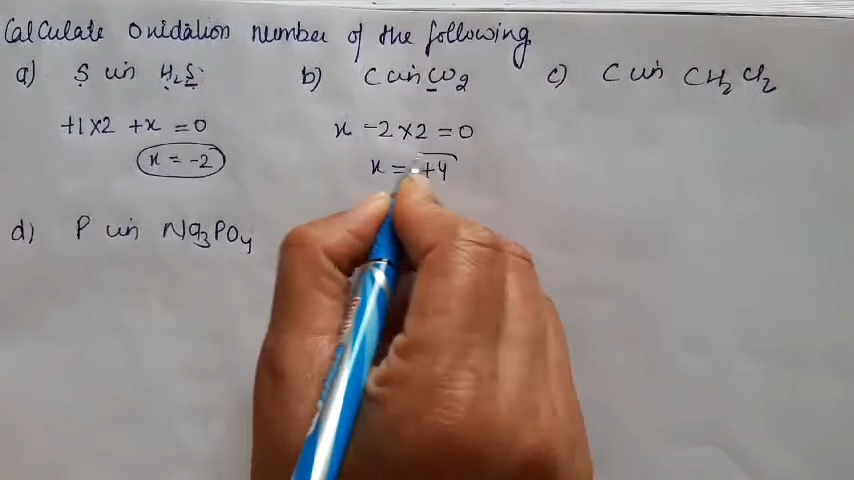 Calculate Oxidation number of the following
a) S in H₂S b) C in CO₂ c) C in CH₂Cl₂
+1×2 +x = 0 x -2×2 = 0
x = -2 x = +4
d) P in Na₃PO₄